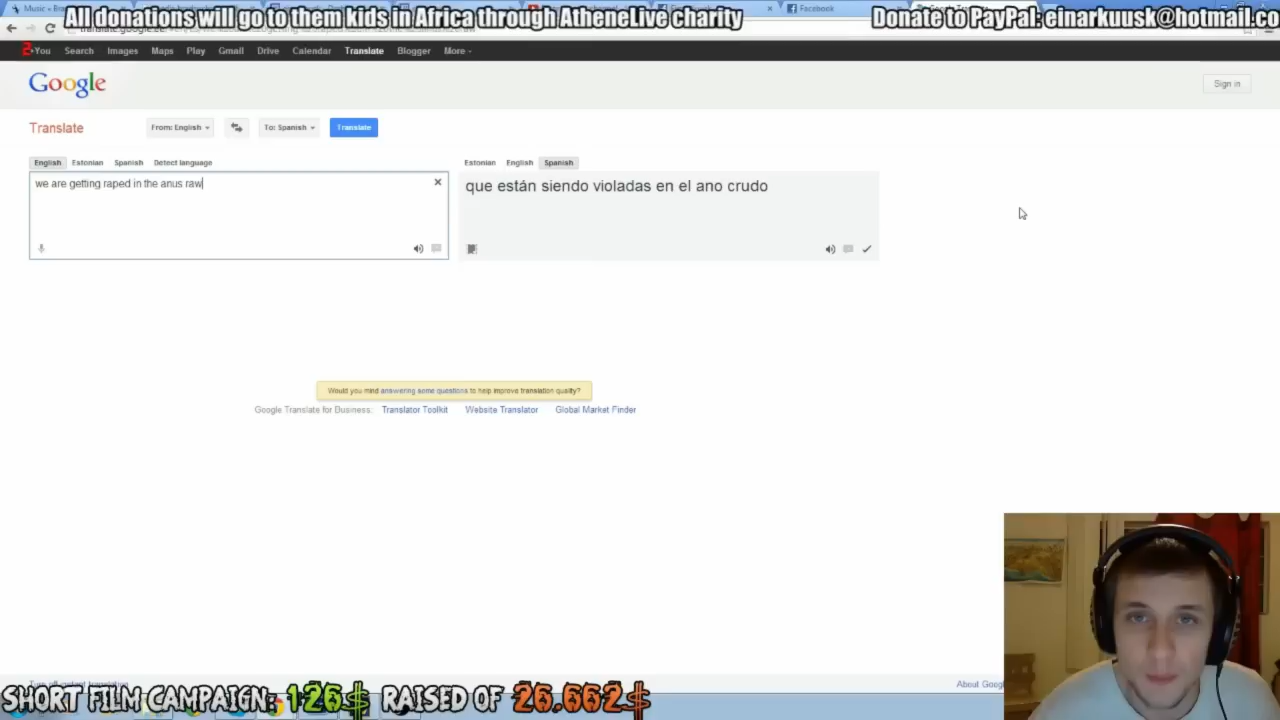 All donations will go to them kids in Africa through AtheneLive charity
Donate to PayPal: einarkuusk@hotmail.co
Facebook
You Search Images Maps Play Gmail Drive Calendar Translate Blogger More
Google
Sign in
Translate
From: English
To: Spanish
Translate
English Estonian Spanish Detect language
Estonian English Spanish
we are getting raped in the anus raw
que están siendo violadas en el ano crudo
Would you mind answering some questions to help improve translation quality?
Google Translate for Business: Translator Toolkit Website Translator Global Market Finder
About Googl
SHORT FILM CAMPAIGN: 126$ RAISED OF 26.662$